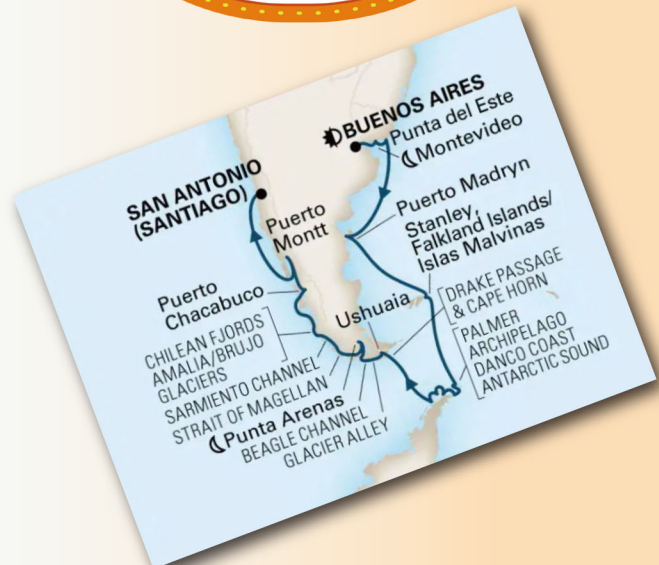 BUENOS AIRES
Punta del Este
Montevideo
SAN ANTONIO
(SANTIAGO)
Puerto
Montt
Puerto Madryn
Stanley,
Falkland Islands/
Islas Malvinas
Puerto
Chacabuco
Ushuaia
DRAKE PASSAGE
& CAPE HORN
CHILEAN FJORDS
AMALIA/BRUJO
GLACIERS
PALMER
ARCHIPELAGO
DANCO COAST
ANTARCTIC SOUND
SARMIENTO CHANNEL
STRAIT OF MAGELLAN
Punta Arenas
BEAGLE CHANNEL
GLACIER ALLEY